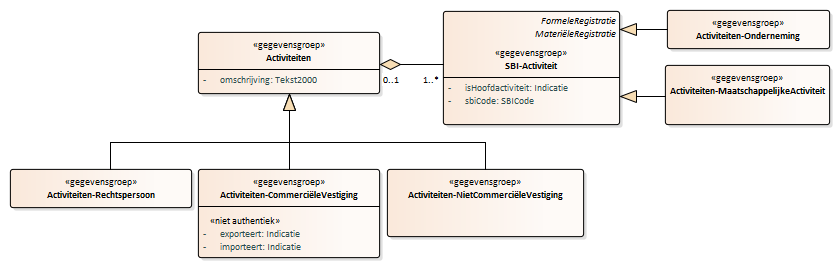 «gegevensgroep»
Activiteiten
- omschrijving: Tekst2000
0..1
1..*
FormeleRegistratie
MateriëleRegistratie
«gegevensgroep»
SBI-Activiteit
- isHoofdactiviteit: Indicatie
- sbiCode: SBICode
«gegevensgroep»
Activiteiten-Onderneming
«gegevensgroep»
Activiteiten-MaatschappelijkeActiviteit
«gegevensgroep»
Activiteiten-Rechtspersoon
«gegevensgroep»
Activiteiten-CommerciëleVestiging
«niet authentiek»
- exporteert: Indicatie
- importeert: Indicatie
«gegevensgroep»
Activiteiten-NietCommerciëleVestiging